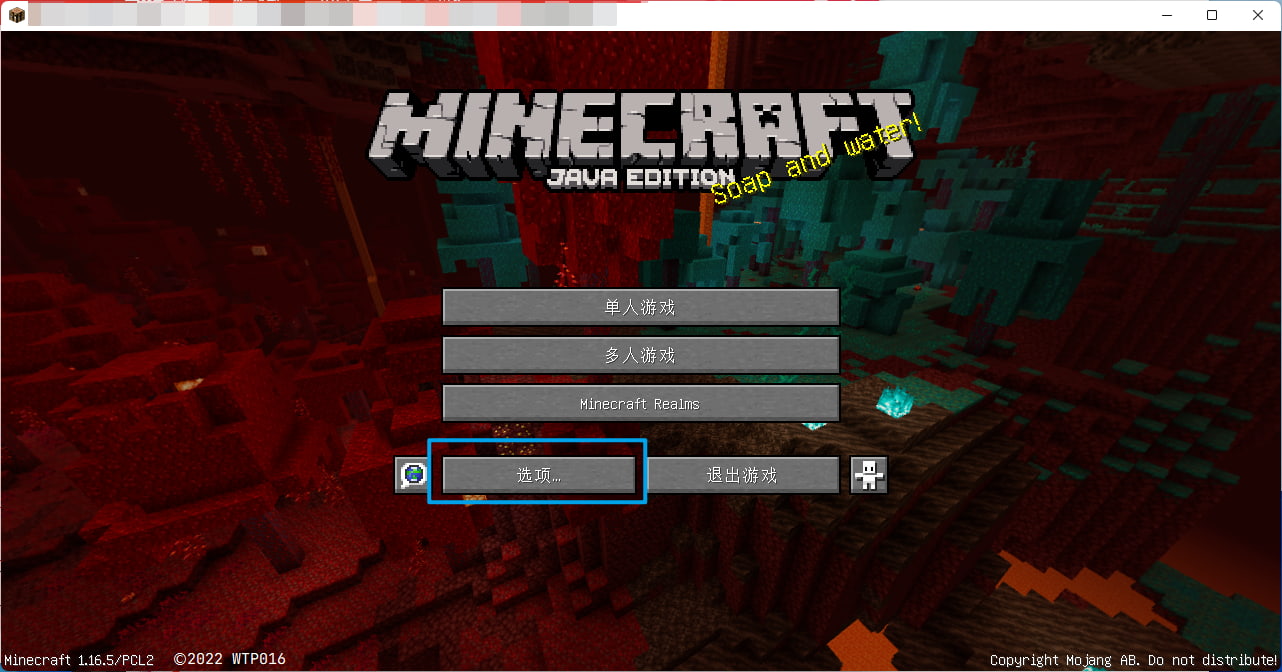 MINECRAFT
JAVA EDITION
Soap and water!
单人游戏
多人游戏
Minecraft Realms
选项…
退出游戏
Minecraft 1.16.5/PCL2 ©2022 WTP016
Copyright Mojang AB. Do not distribute!